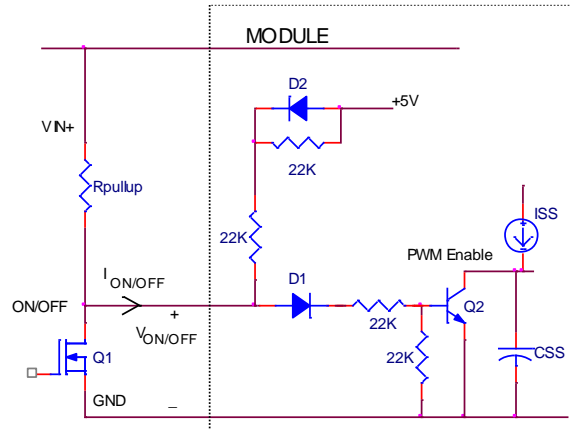 MODULE
D2
+5V
VIN+
22K
Rpullup
ISS
22K
PWM Enable
D1
I ON/OFF
ON/OFF
+
Q2
V ON/OFF
22K
22K
Q1
CSS
GND
_